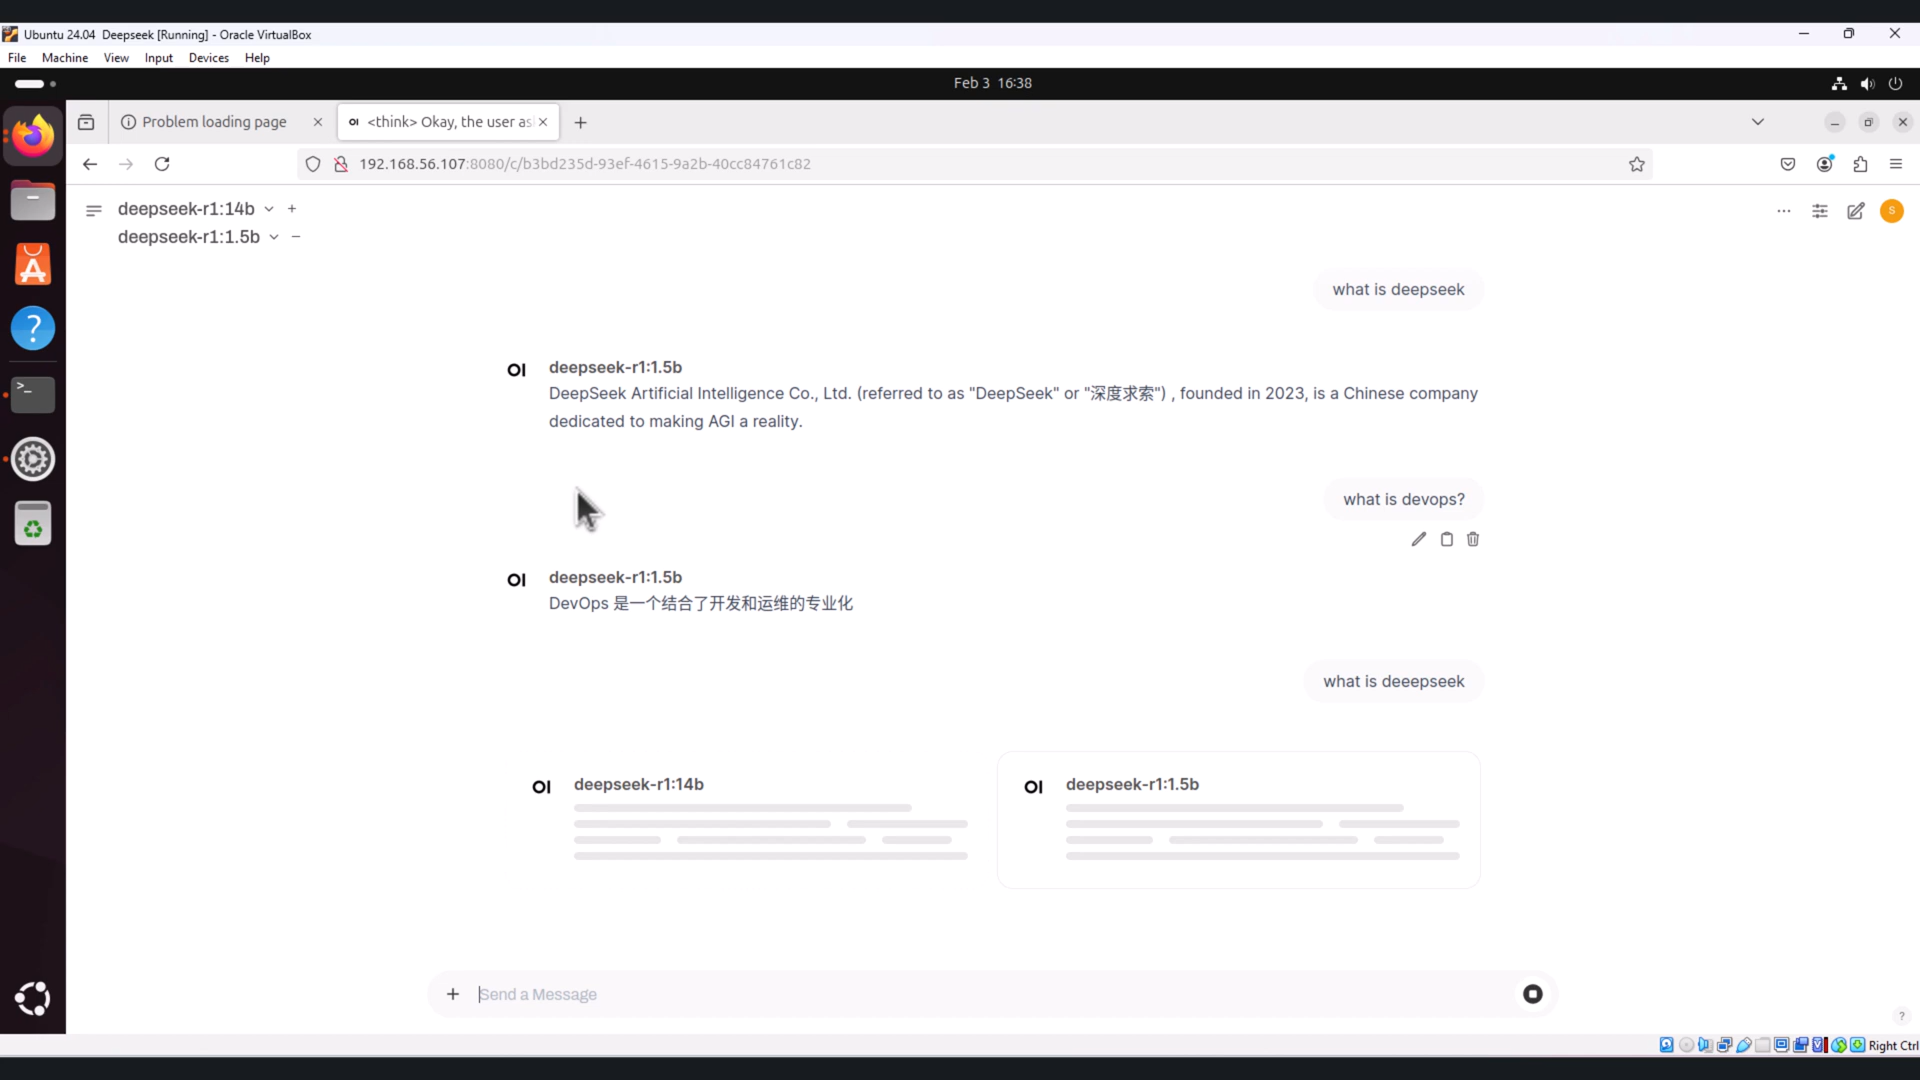 Ubuntu 24.04  Deepseek [Running] - Oracle VirtualBox
File Machine View Input Devices Help
Feb 3 16:38
Problem loading page
OI <think> Okay, the user as
192.168.56.107:8080/c/b3bd235d-93ef-4615-9a2b-40cc84761c82
deepseek-r1:14b
deepseek-r1:1.5b
S
what is deepseek
OI deepseek-r1:1.5b
DeepSeek Artificial Intelligence Co., Ltd. (referred to as "DeepSeek" or "深度求索") , founded in 2023, is a Chinese company
dedicated to making AGI a reality.
what is devops?
OI deepseek-r1:1.5b
DevOps 是一个结合了开发和运维的专业化
what is deeepseek
OI deepseek-r1:14b
OI deepseek-r1:1.5b
Send a Message
?
Right Ctrl